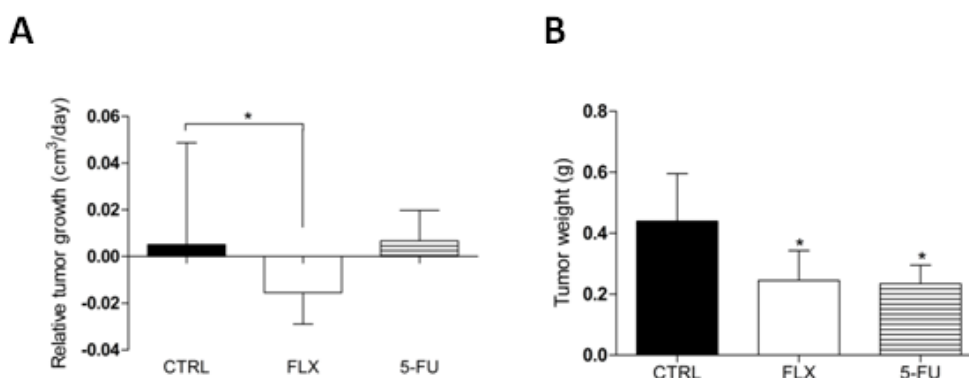 A
Relative tumor growth (cm³/day)
0.06
0.04
0.02
0.00
-0.02
-0.04
*
CTRL FLX 5-FU
B
Tumor weight (g)
0.8
0.6
0.4
0.2
0.0
* *
CTRL FLX 5-FU